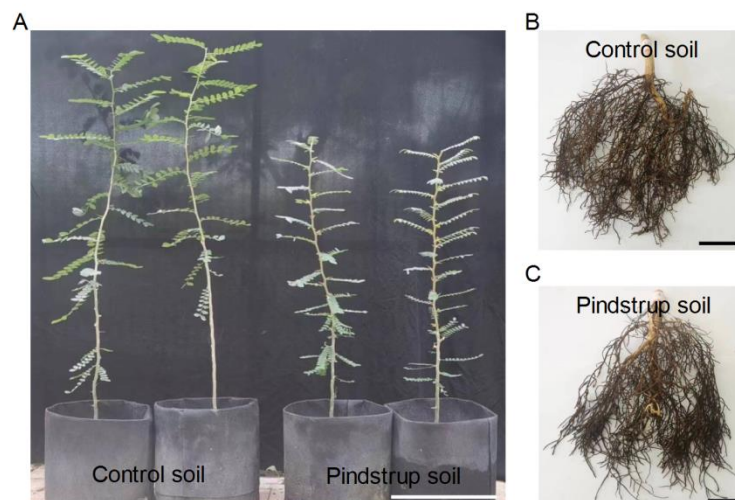 A
Control soil
Pindstrup soil
B
Control soil
C
Pindstrup soil